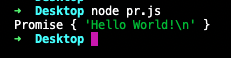 ➜ Desktop node pr.js
Promise { 'Hello World!\n' }
➜ Desktop